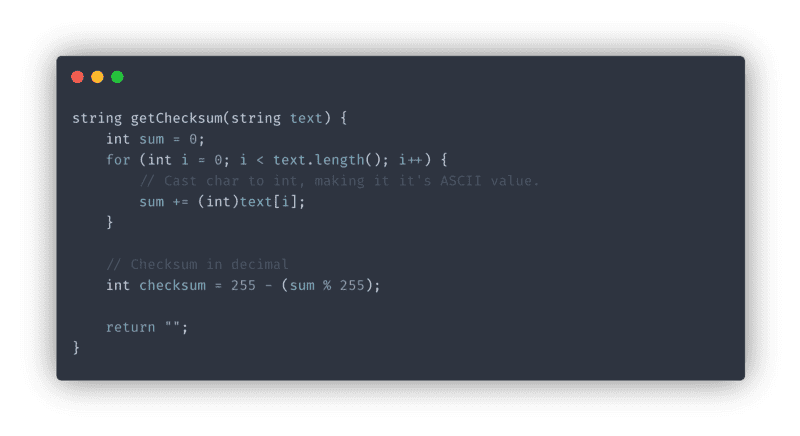 string getChecksum(string text) {
    int sum = 0;
    for (int i = 0; i < text.length(); i++) {
        // Cast char to int, making it it's ASCII value.
        sum += (int)text[i];
    }

    // Checksum in decimal
    int checksum = 255 - (sum % 255);

    return "";
}